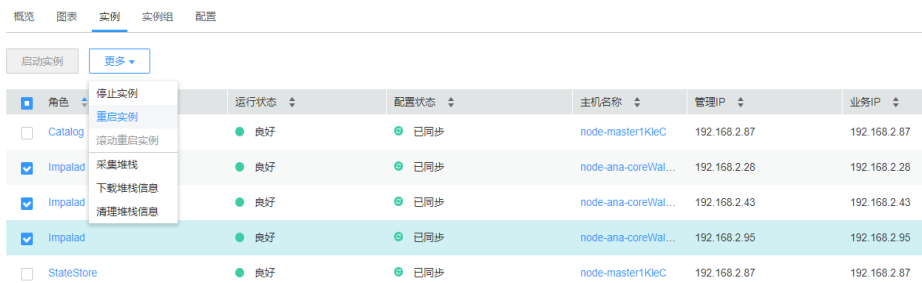 概览 图表 实例 实例组 配置
启动实例 更多
角色 运行状态 配置状态 主机名称 管理IP 业务IP
停止实例
重启实例
滚动重启实例
采集堆栈
下载堆栈信息
清理堆栈信息
Catalog 良好 已同步 node-master1KleC 192.168.2.87 192.168.2.87
Impalad 良好 已同步 node-ana-coreWal... 192.168.2.28 192.168.2.28
Impalad 良好 已同步 node-ana-coreWal... 192.168.2.43 192.168.2.43
Impalad 良好 已同步 node-ana-coreWal... 192.168.2.95 192.168.2.95
StateStore 良好 已同步 node-master1KleC 192.168.2.87 192.168.2.87